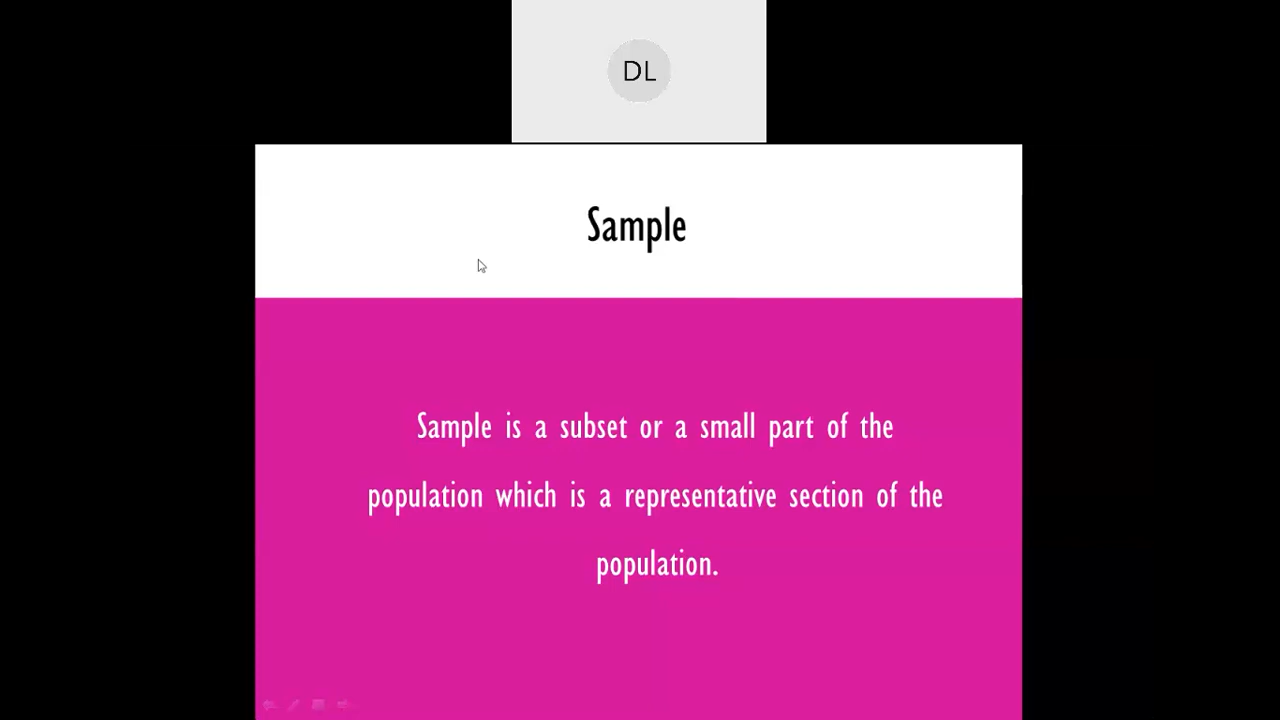 DL
Sample
Sample is a subset or a small part of the
population which is a representative section of the
population.